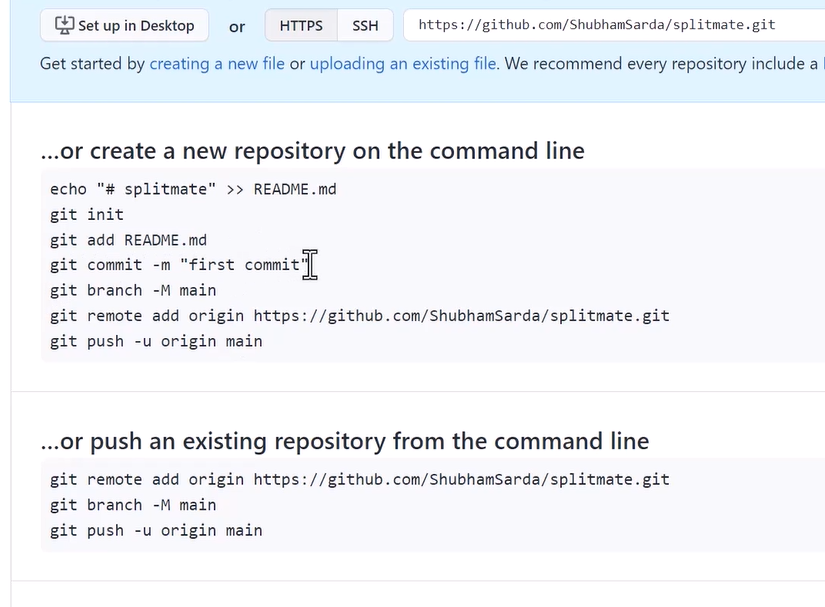 Set up in Desktop or HTTPS SSH https://github.com/ShubhamSarda/splitmate.git
Get started by creating a new file or uploading an existing file. We recommend every repository include a
...or create a new repository on the command line
echo "# splitmate" >> README.md
git init
git add README.md
git commit -m "first commit"
git branch -M main
git remote add origin https://github.com/ShubhamSarda/splitmate.git
git push -u origin main
...or push an existing repository from the command line
git remote add origin https://github.com/ShubhamSarda/splitmate.git
git branch -M main
git push -u origin main